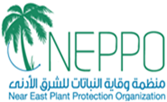 NEPPO
منظمة وقاية النباتات للشرق الأدنى
Near East Plant Protection Organization